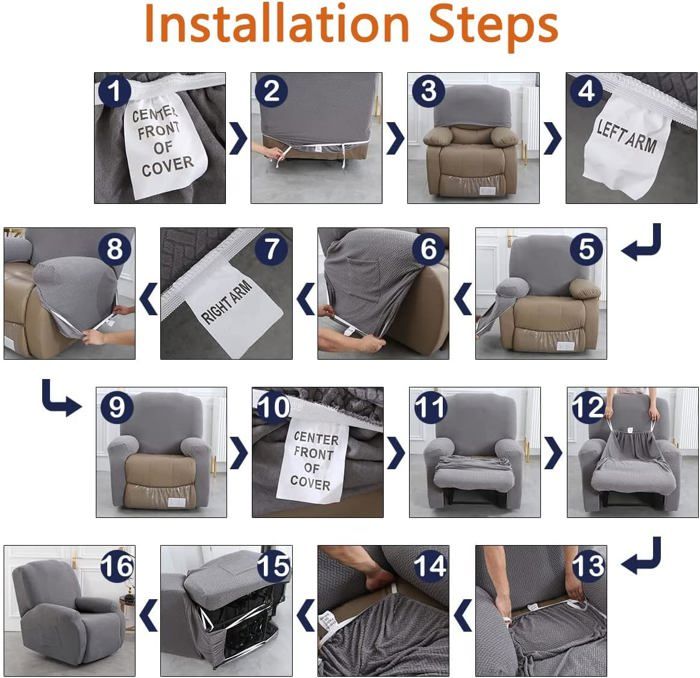 Installation Steps
1
CENTER
FRONT
OF
COVER
2
3
4
LEFT ARM
5
6
7
RIGHT ARM
8
9
10
CENTER
FRONT
OF
COVER
11
12
13
14
15
16